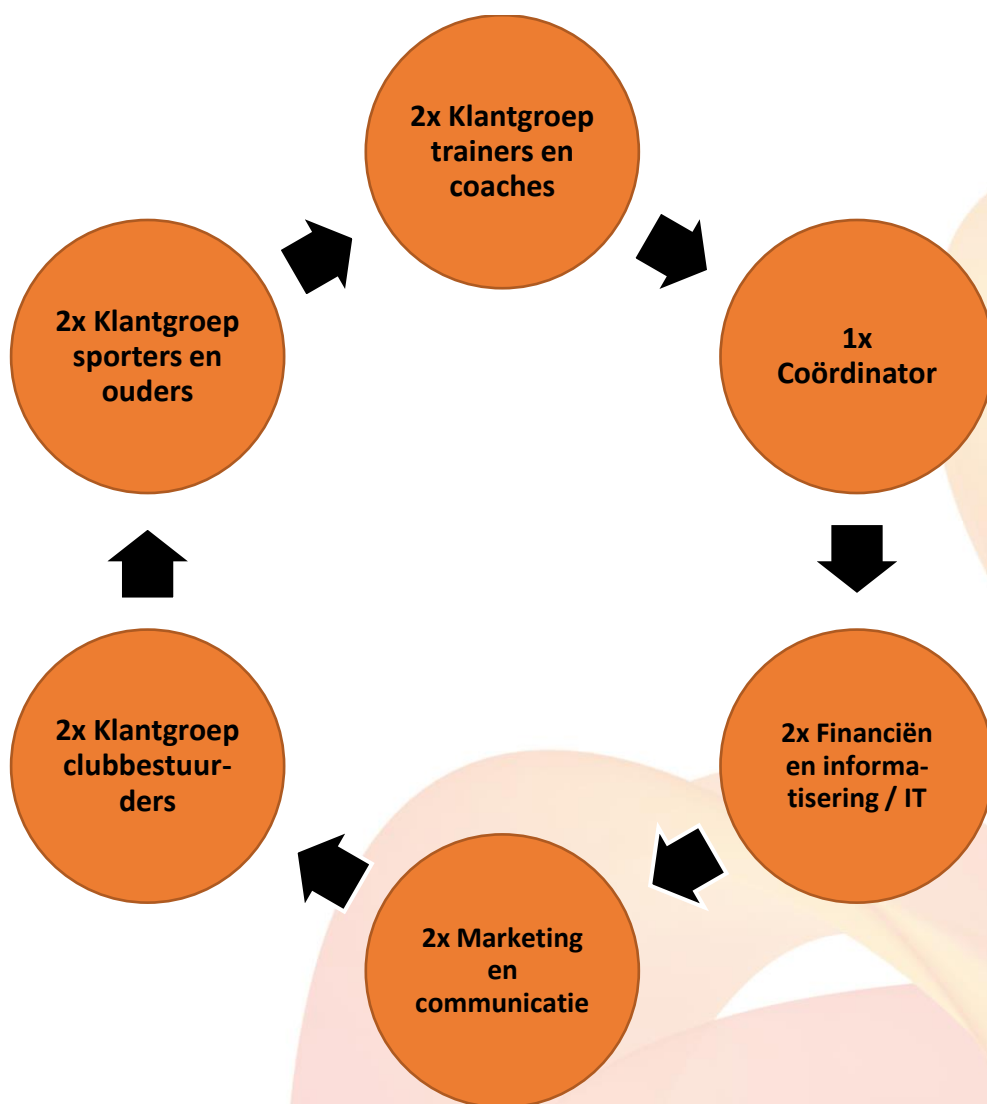 2x Klantgroep
trainers en
coaches
1x
Coördinator
2x Financiën
en informa-
tisering / IT
2x Marketing
en
communicatie
2x Klantgroep
clubbestuur-
ders
2x Klantgroep
sporters en
ouders